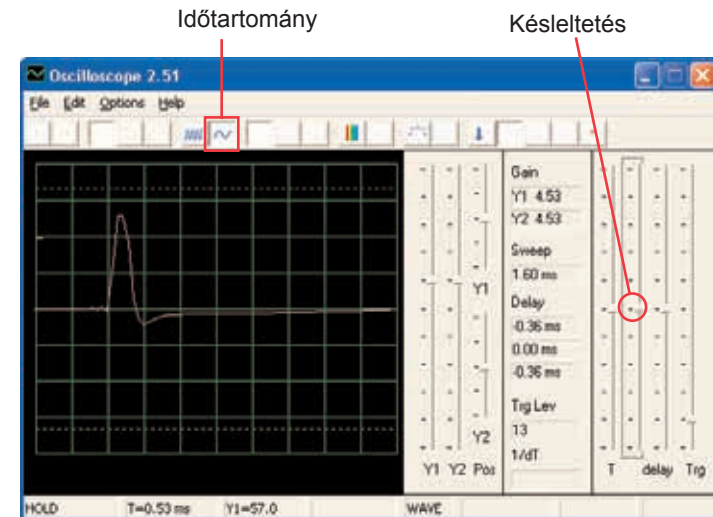 Időtartomány
Késleltetés
Oscilloscope 2.51
File Edit Options Help
Gain
Y1 4.53
Y2 4.53
Sweep
1.60 ms
Delay
-0.36 ms
0.00 ms
-0.36 ms
Trg Lev
13
1/dT
Y1
Y2
Y1 Y2 Pos
T delay Trg
HOLD T=0.53 ms Y1=57.0 WAVE